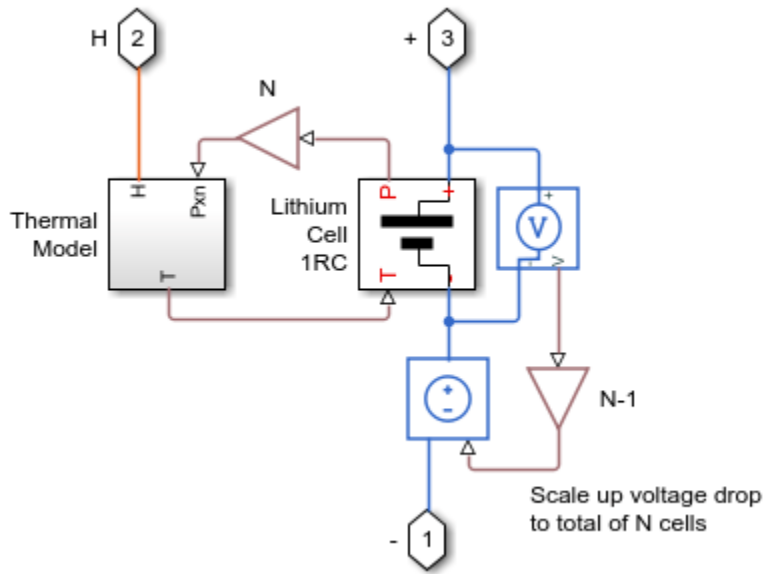 H 2
+ 3
N
H
Pxn
Thermal
Model
T
Lithium
Cell
1RC
P
+
T
-
+
V
-
V
+
-
N-1
Scale up voltage drop
to total of N cells
- 1